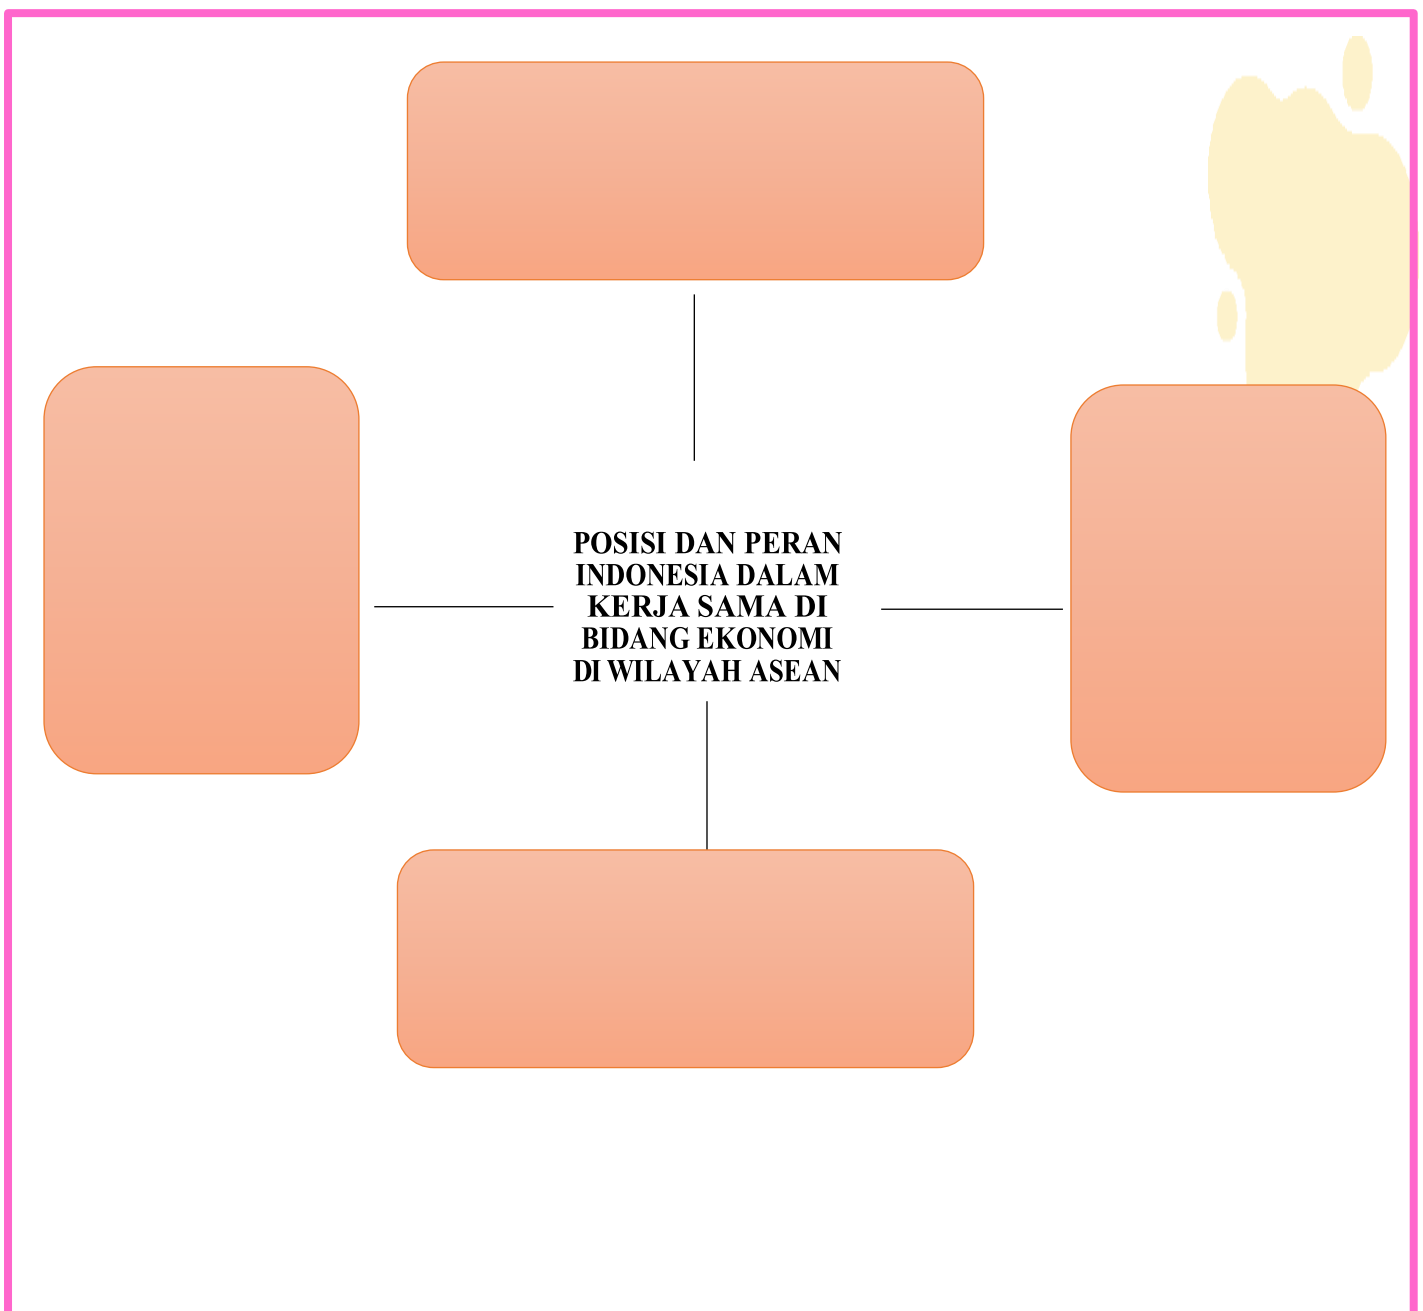 POSISI DAN PERAN
INDONESIA DALAM
KERJA SAMA DI
BIDANG EKONOMI
DI WILAYAH ASEAN